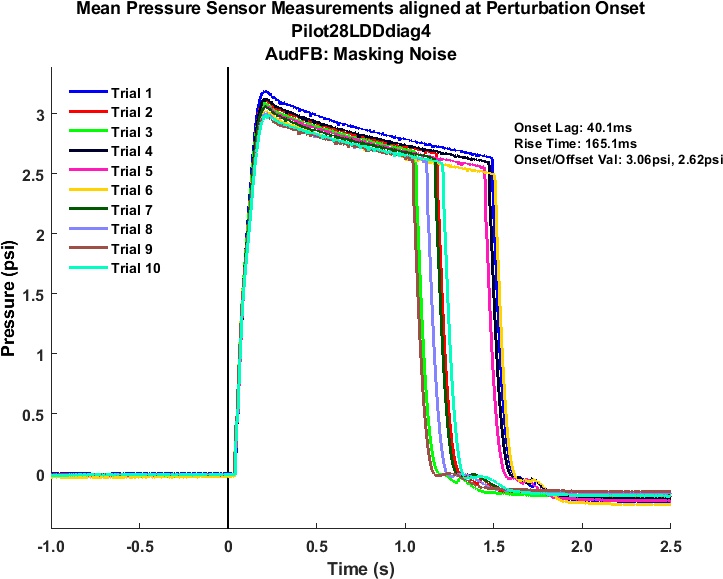 Mean Pressure Sensor Measurements aligned at Perturbation Onset
Pilot28LDDdiag4
AudFB: Masking Noise
Trial 1
Trial 2
Trial 3
Trial 4
Trial 5
Trial 6
Trial 7
Trial 8
Trial 9
Trial 10
Onset Lag: 40.1ms
Rise Time: 165.1ms
Onset/Offset Val: 3.06psi, 2.62psi
Pressure (psi)
3
2.5
2
1.5
1
0.5
0
-1.0 -0.5 0 0.5 1.0 1.5 2.0 2.5
Time (s)